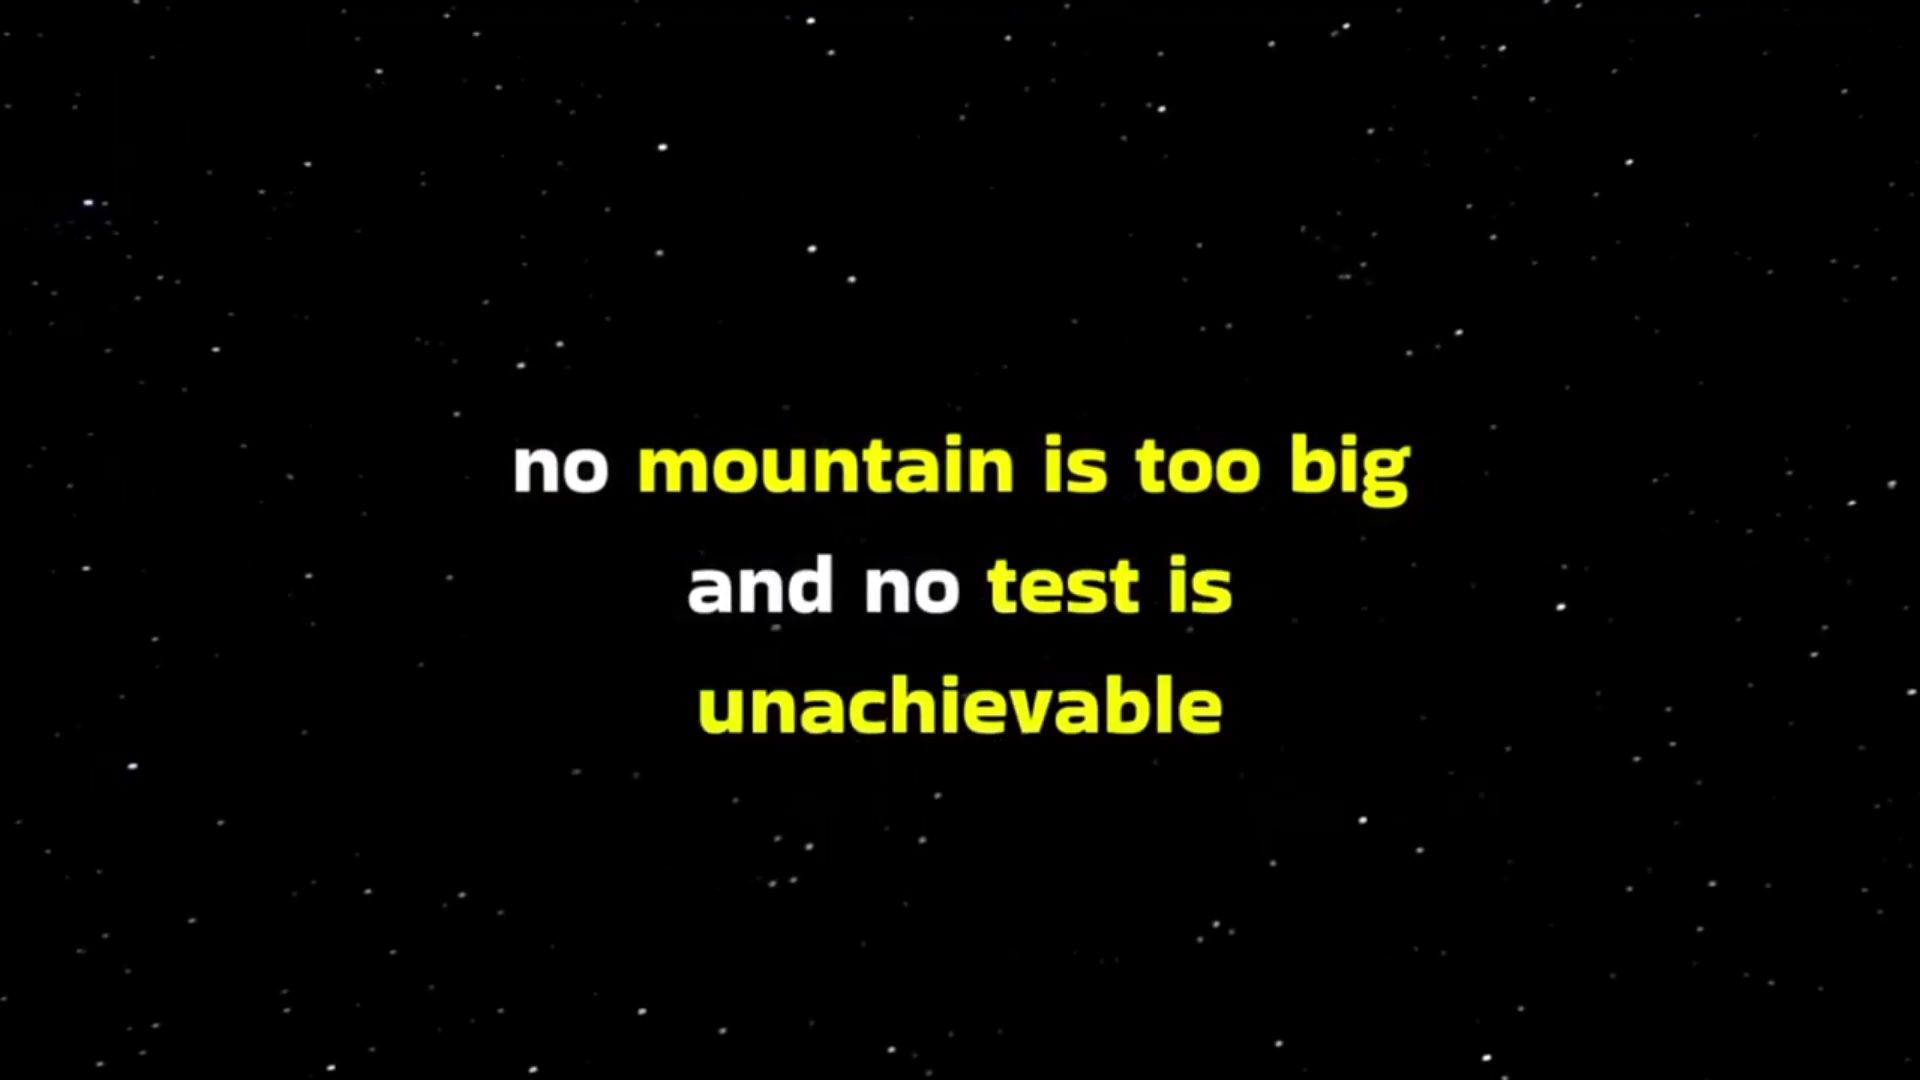 no mountain is too big
and no test is
unachievable